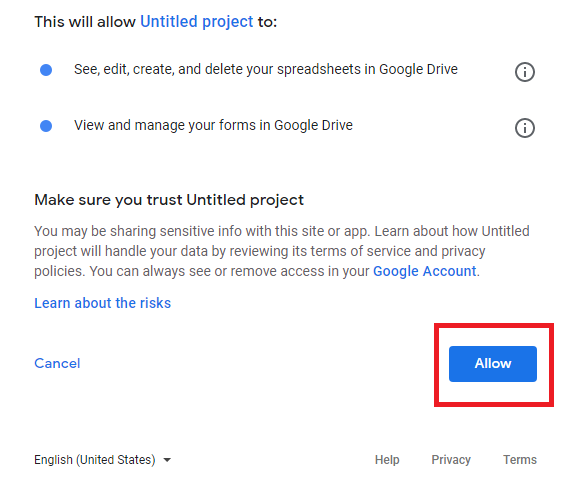 This will allow Untitled project to:
See, edit, create, and delete your spreadsheets in Google Drive
View and manage your forms in Google Drive
Make sure you trust Untitled project
You may be sharing sensitive info with this site or app. Learn about how Untitled
project will handle your data by reviewing its terms of service and privacy
policies. You can always see or remove access in your Google Account.
Learn about the risks
Cancel Allow
English (United States) Help Privacy Terms